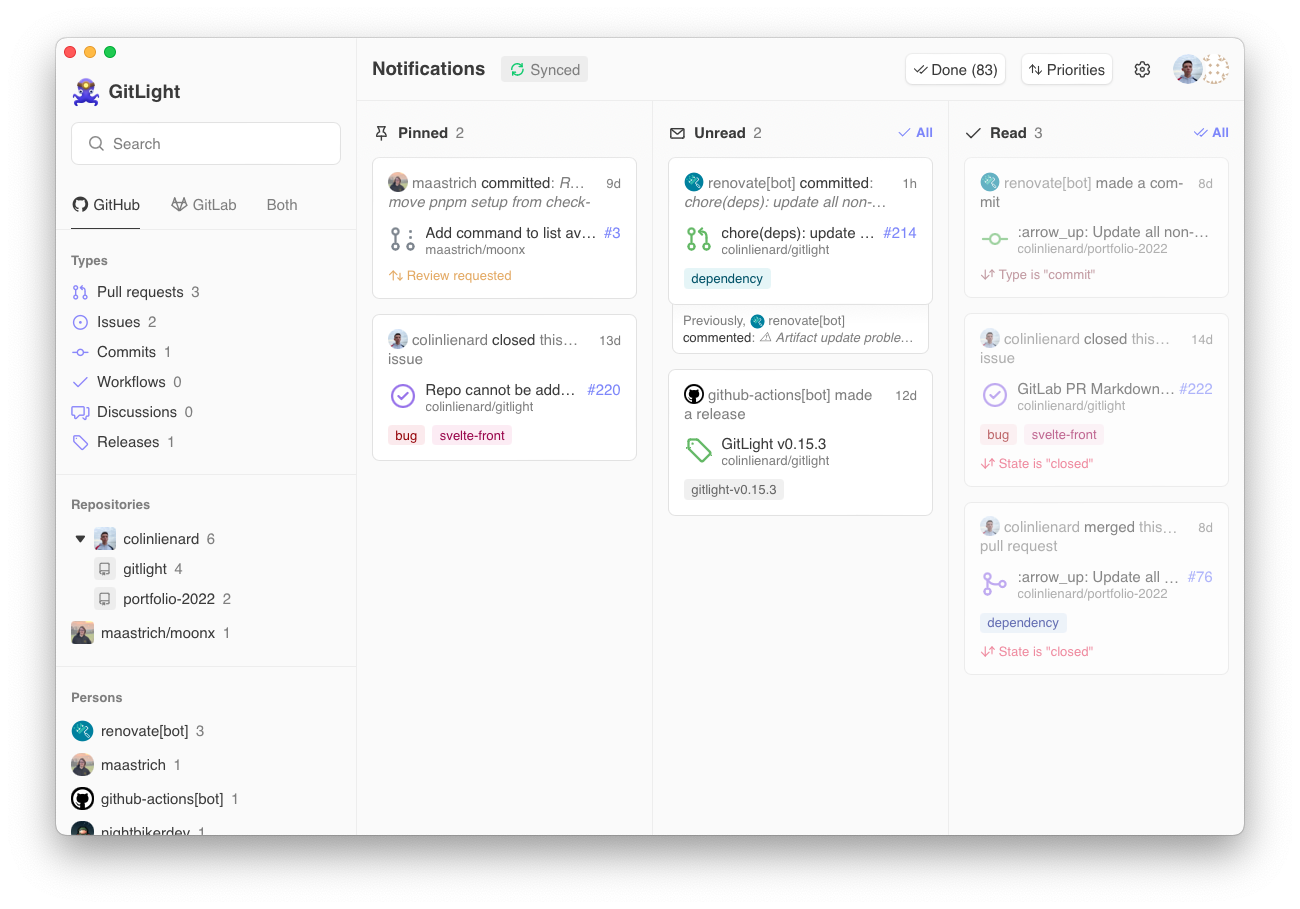 GitLight
Search
GitHub
GitLab
Both
Types
Pull requests 3
Issues 2
Commits 1
Workflows 0
Discussions 0
Releases 1
Repositories
colinlienard 6
gitlight 4
portfolio-2022 2
maastrich/moonx 1
Persons
renovate[bot] 3
maastrich 1
github-actions[bot] 1
nightbikerdev 1
Notifications
Synced
Done (83)
Priorities
Pinned 2
maastrich committed: R… 9d
move pnpm setup from check-
Add command to list av… #3
maastrich/moonx
Review requested
colinlienard closed this… 13d
issue
Repo cannot be add… #220
colinlienard/gitlight
bug svelte-front
Unread 2 All
renovate[bot] committed: 1h
chore(deps): update all non-…
chore(deps): update … #214
colinlienard/gitlight
dependency
Previously, renovate[bot]
commented: ⚠ Artifact update proble…
github-actions[bot] made 12d
a release
GitLight v0.15.3
colinlienard/gitlight
gitlight-v0.15.3
Read 3 All
renovate[bot] made a com- 8d
mit
:arrow_up: Update all non-…
colinlienard/portfolio-2022
Type is "commit"
colinlienard closed this… 14d
issue
GitLab PR Markdown… #222
colinlienard/gitlight
bug svelte-front
State is "closed"
colinlienard merged this… 8d
pull request
:arrow_up: Update all … #76
colinlienard/portfolio-2022
dependency
State is "closed"